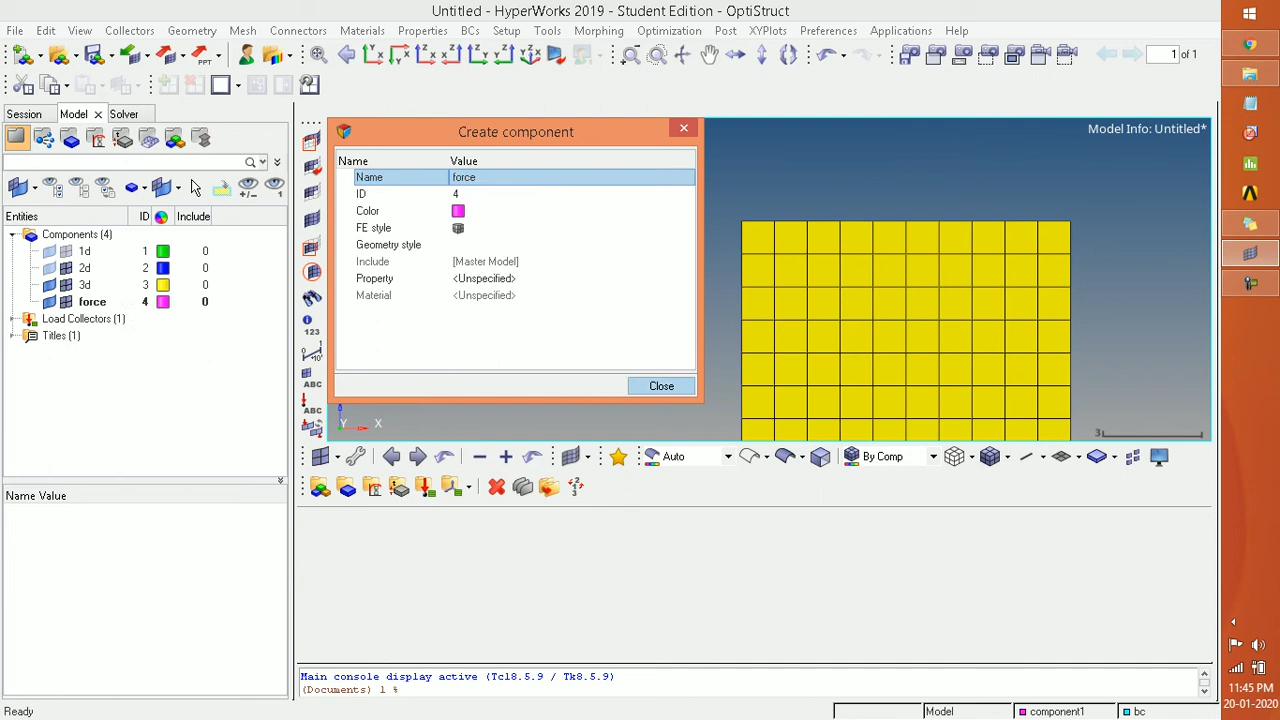 Untitled - HyperWorks 2019 - Student Edition - OptiStruct
File Edit View Collectors Geometry Mesh Connectors Materials Properties BCs Setup Tools Morphing Optimization Post XYPlots Preferences Applications Help
PPT
1 of 1
Session Model Solver
Entities ID Include
Components (4)
1d 1 0
2d 2 0
3d 3 0
force 4 0
Load Collectors (1)
Titles (1)
Name Value
Create component
Name Value
Name force
ID 4
Color
FE style
Geometry style
Include [Master Model]
Property <Unspecified>
Material <Unspecified>
Close
123
ABC
ABC
Model Info: Untitled*
Y X
3
Auto
By Comp
Main console display active (Tcl8.5.9 / Tk8.5.9)
(Documents) 1 %
Ready
Model
component1
bc
11:45 PM
20-01-2020